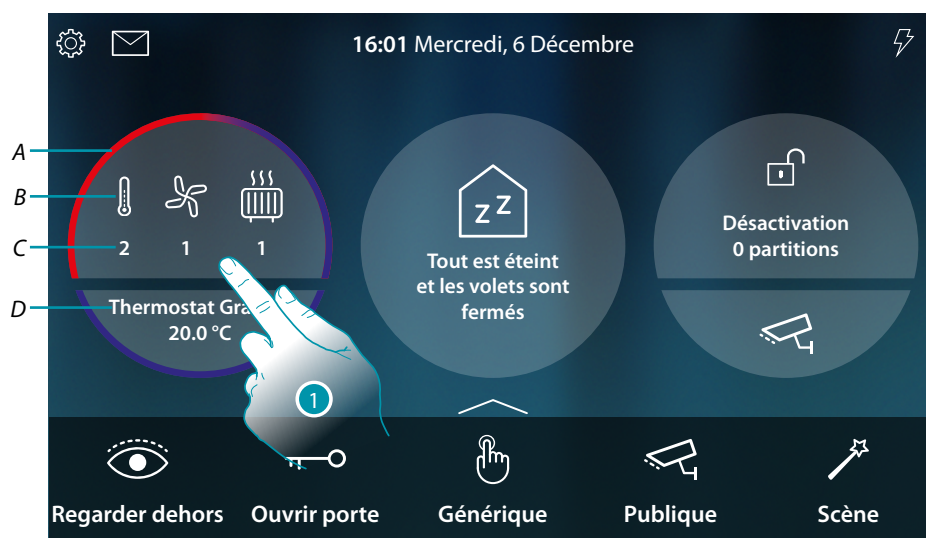 16:01 Mercredi, 6 Décembre
A
B
C
2 1 1
D
Thermostat Gra
20.0 °C
1
z Z
Tout est éteint
et les volets sont
fermés
Désactivation
0 partitions
Regarder dehors
Ouvrir porte
Générique
Publique
Scène